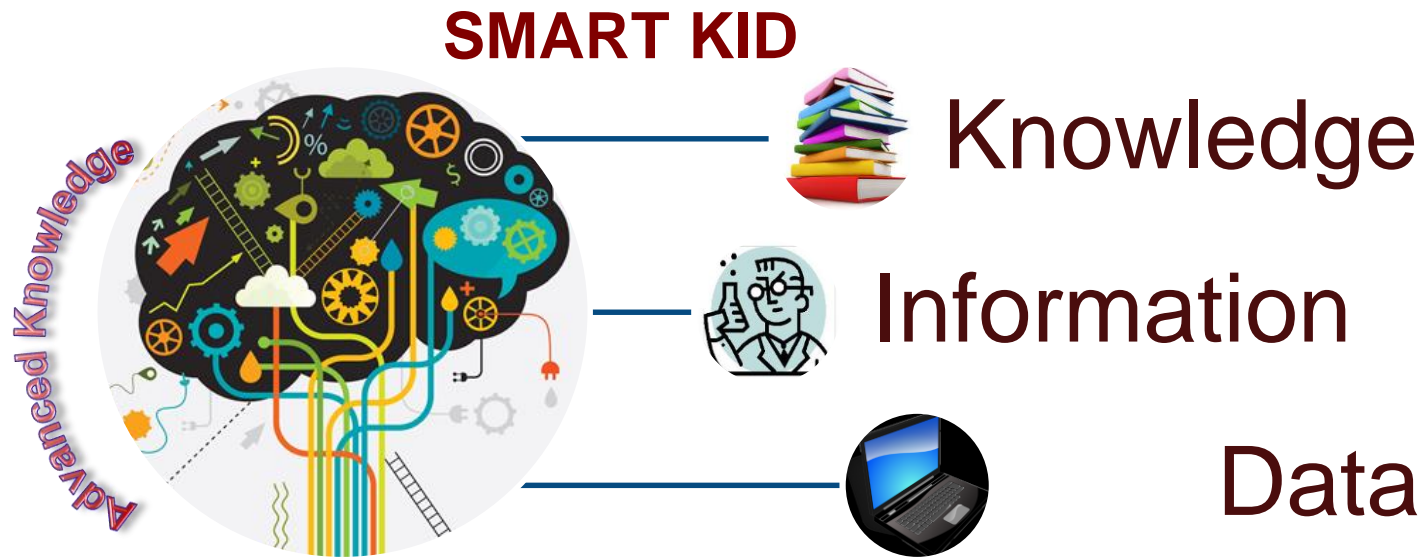 SMART KID
Advanced Knowledge
Knowledge
Information
Data
%
$